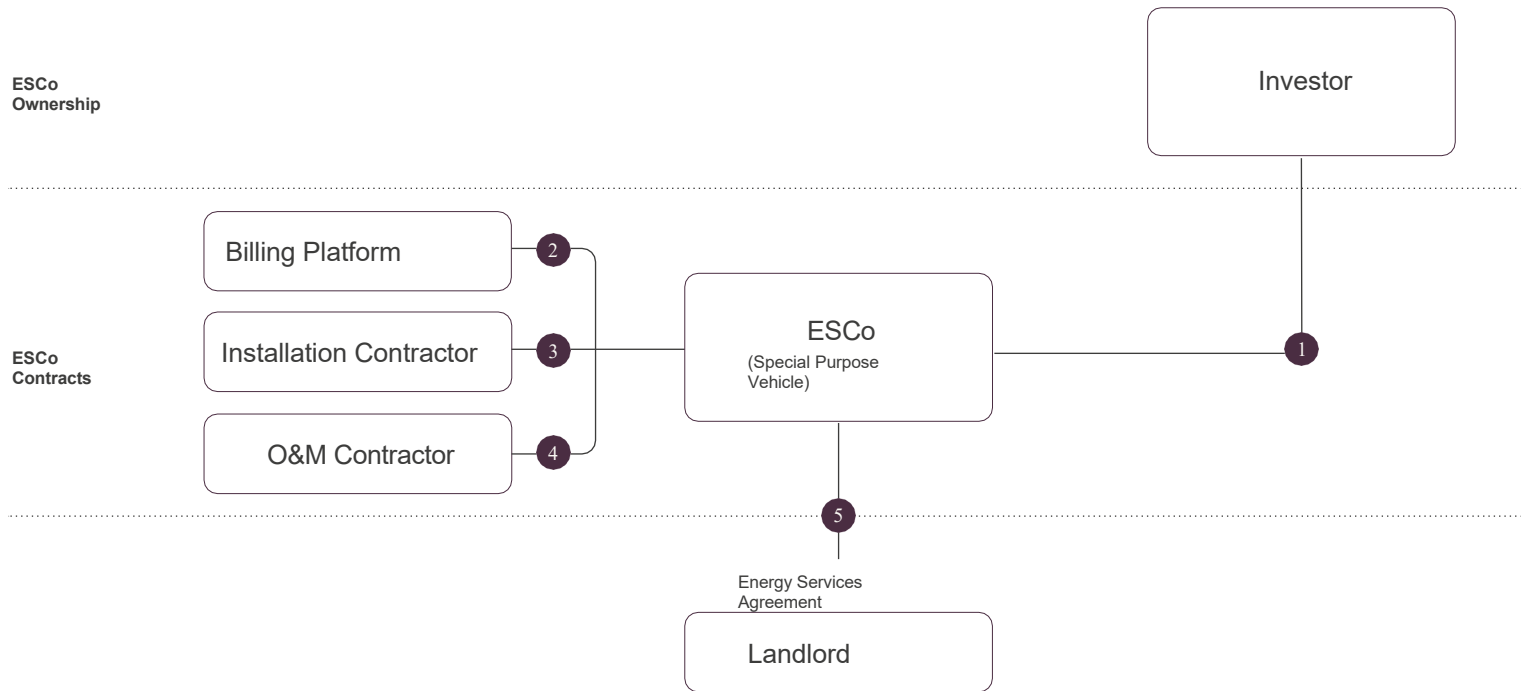 ESCo
Ownership
Investor
Billing Platform
2
Installation Contractor
3
O&M Contractor
4
ESCo
Contracts
ESCo
(Special Purpose
Vehicle)
1
5
Energy Services
Agreement
Landlord